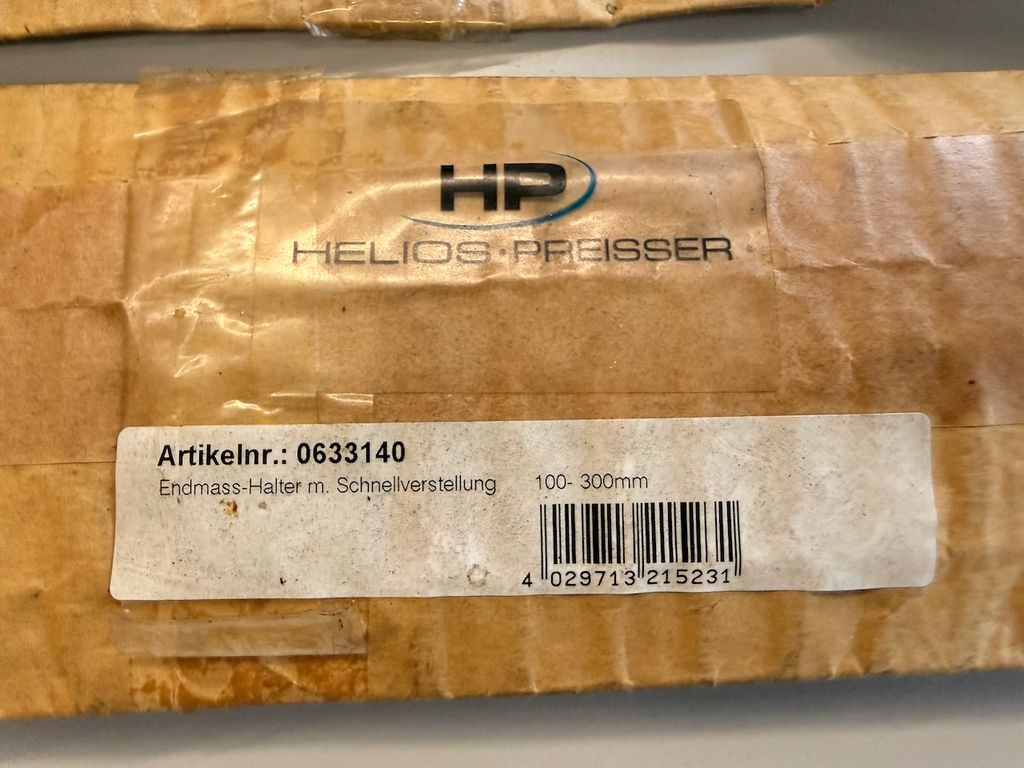 HP
HELIOS·PREISSER
Artikelnr.: 0633140
Endmass-Halter m. Schnellverstellung 100- 300mm
4 029713 215231